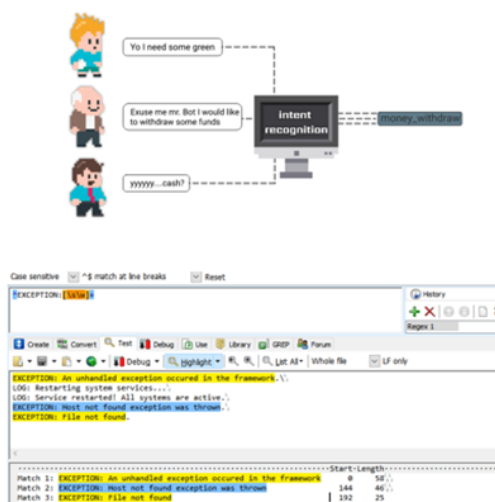 Yo I need some green
Exuse me mr. Bot I would like
to withdraw some funds
intent
recognition
money_withdraw
yyyyy....cash?
Case sensitive ^$ match at line breaks Reset
EXCEPTION:[\s\w]+
History
Regex 1
Create Convert Test Debug Use Library GREP Forum
Debug Highlight List All Whole file LF only
EXCEPTION: An unhandled exception occured in the framework.
LOG: Restarting system services...
LOG: Service restarted! All systems are active.
EXCEPTION: Host not found exception was thrown.
EXCEPTION: File not found.
Start-Length
Match 1: EXCEPTION: An unhandled exception occured in the framework 0 58
Match 2: EXCEPTION: Host not found exception was thrown 144 46
Match 3: EXCEPTION: File not found 192 25